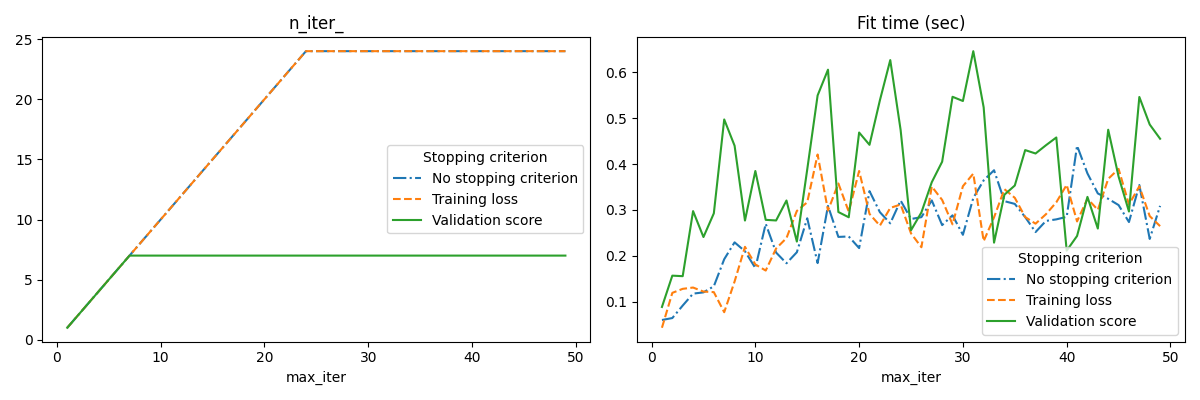 n_iter_
25
20
15
10
5
0
0
10
20
30
40
50
max_iter
Stopping criterion
No stopping criterion
Training loss
Validation score
Fit time (sec)
0.6
0.5
0.4
0.3
0.2
0.1
0
10
20
30
40
50
max_iter
Stopping criterion
No stopping criterion
Training loss
Validation score